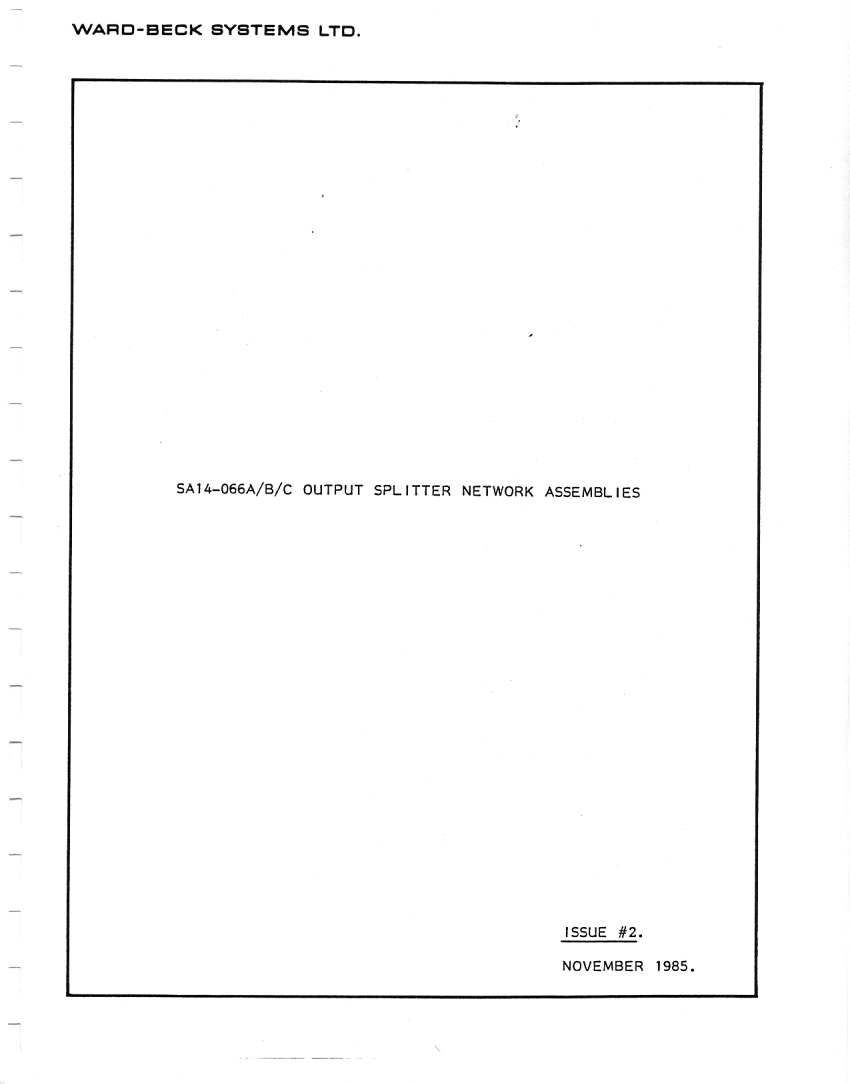 WARD-BECK SYSTEMS LTD.
SA14-066A/B/C OUTPUT SPLITTER NETWORK ASSEMBLIES
ISSUE #2.
NOVEMBER 1985.